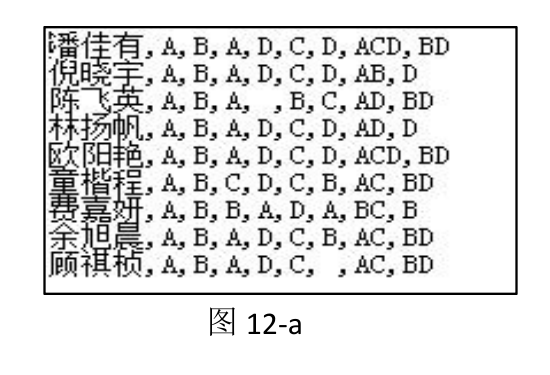 潘佳有,A,B,A,D,C,D,ACD,BD
倪晓宇,A,B,A,D,C,D,AB,D
陈飞英,A,B,A, ,B,C,AD,BD
林扬帆,A,B,A,D,C,D,AD,D
欧阳艳,A,B,A,D,C,D,ACD,BD
童楷程,A,B,C,D,C,B,AC,BD
费嘉妍,A,B,B,A,D,A,BC,B
余旭晨,A,B,A,D,C,B,AC,BD
顾祺桢,A,B,A,D,C, ,AC,BD
图 12-a